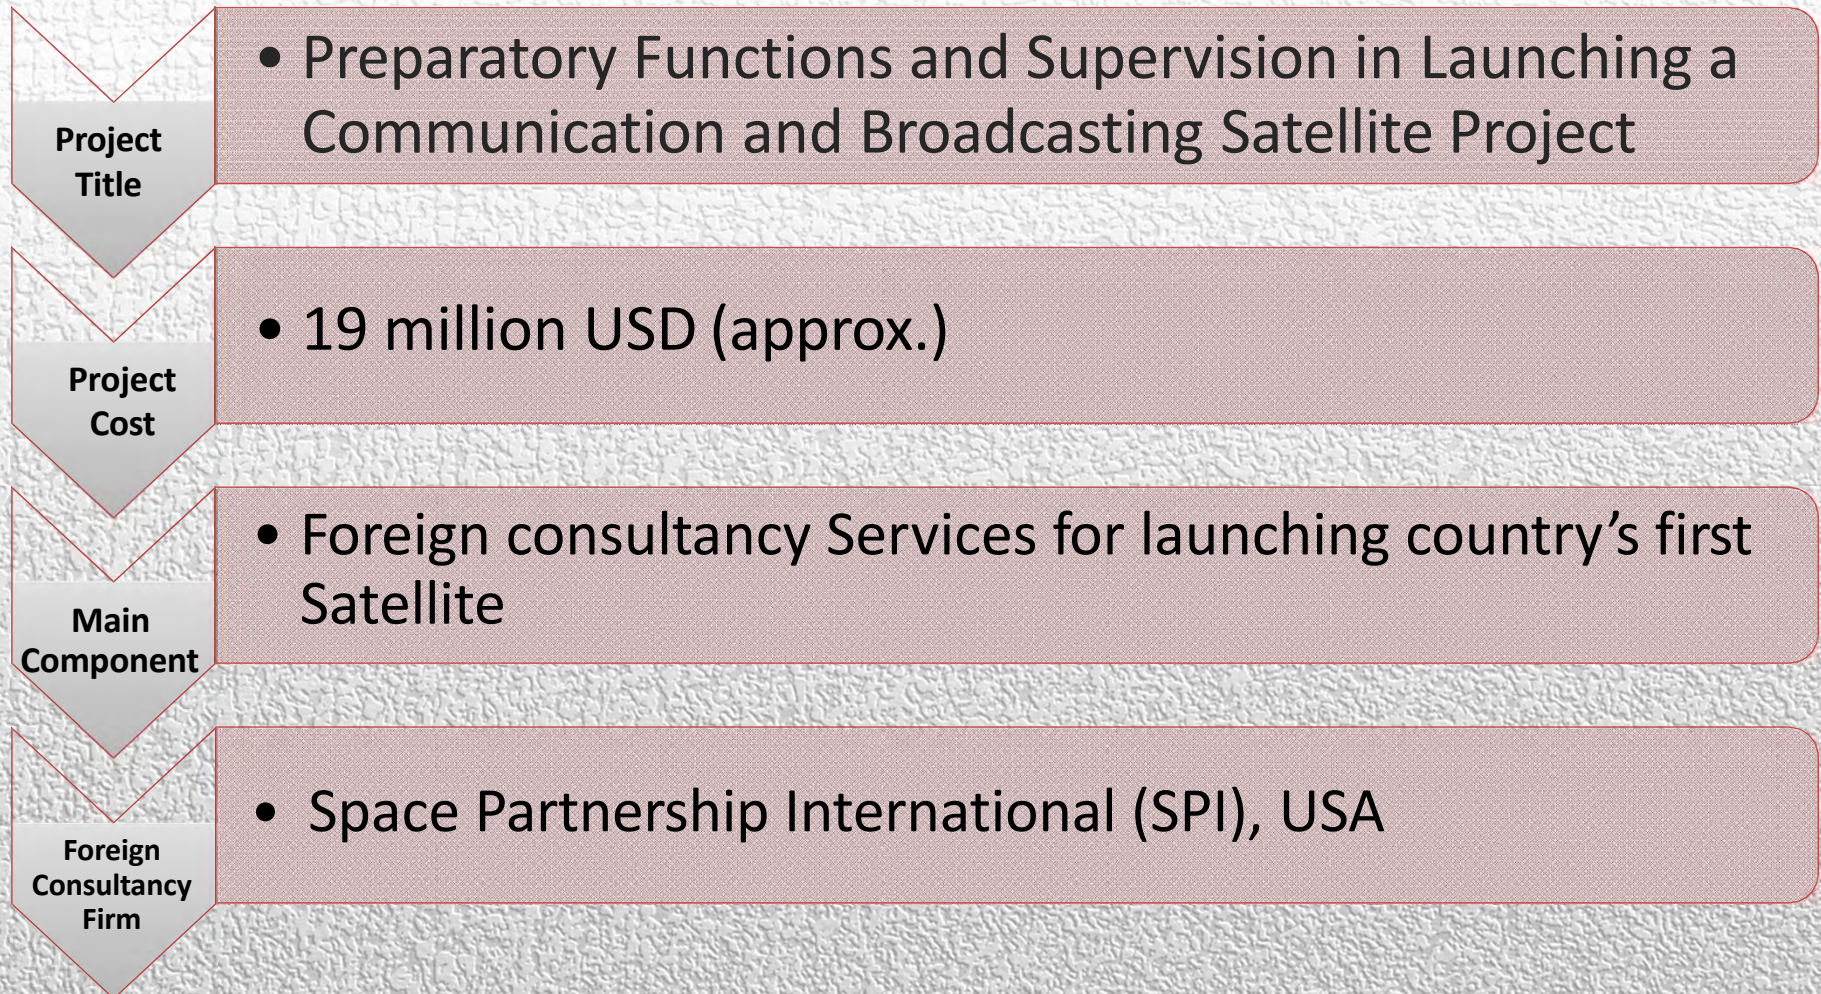 Project
Title
• Preparatory Functions and Supervision in Launching a
Communication and Broadcasting Satellite Project
Project
Cost
• 19 million USD (approx.)
Main
Component
• Foreign consultancy Services for launching country’s first
Satellite
Foreign
Consultancy
Firm
• Space Partnership International (SPI), USA